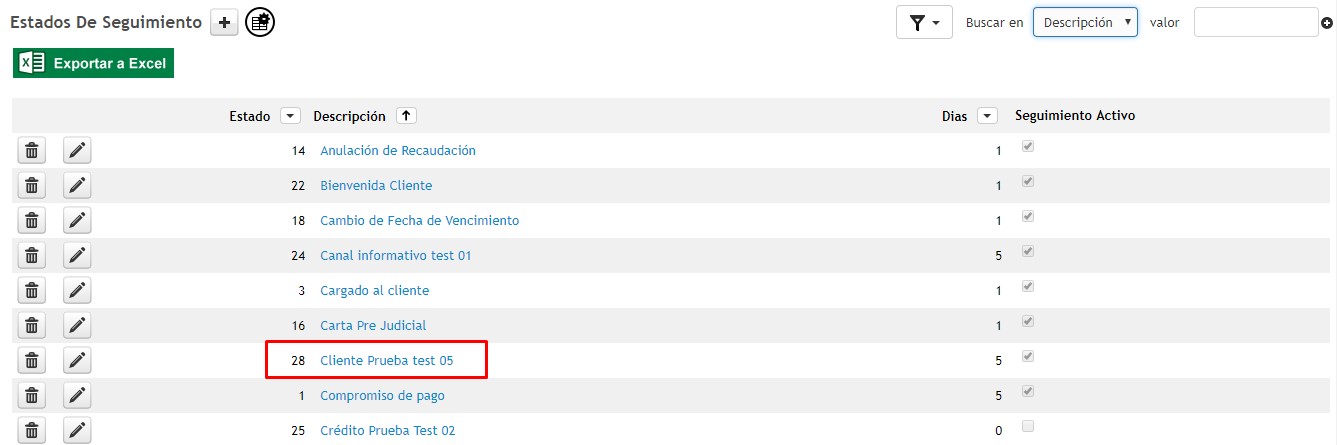 Estados De Seguimiento
Buscar en Descripción valor
Exportar a Excel
Estado Descripción Dias Seguimiento Activo
14 Anulación de Recaudación 1
22 Bienvenida Cliente 1
18 Cambio de Fecha de Vencimiento 1
24 Canal informativo test 01 5
3 Cargado al cliente 1
16 Carta Pre Judicial 1
28 Cliente Prueba test 05 5
1 Compromiso de pago 5
25 Crédito Prueba Test 02 0